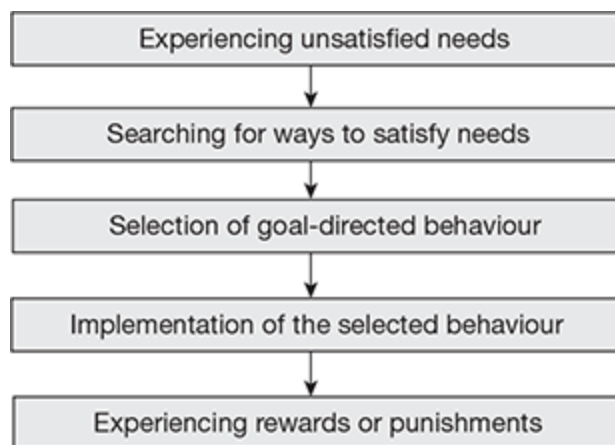 Experiencing unsatisfied needs
Searching for ways to satisfy needs
Selection of goal-directed behaviour
Implementation of the selected behaviour
Experiencing rewards or punishments